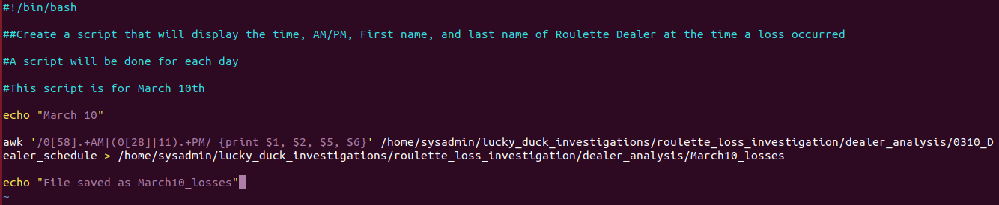 #!/bin/bash
##Create a script that will display the time, AM/PM, First name, and last name of Roulette Dealer at the time a loss occurred
#A script will be done for each day
#This script is for March 10th
echo "March 10"
awk '/0[58].+AM|(0[28]|11).+PM/ {print $1, $2, $5, $6}' /home/sysadmin/lucky_duck_investigations/roulette_loss_investigation/dealer_analysis/0310_D
ealer_schedule > /home/sysadmin/lucky_duck_investigations/roulette_loss_investigation/dealer_analysis/March10_losses
echo "File saved as March10_losses"
~